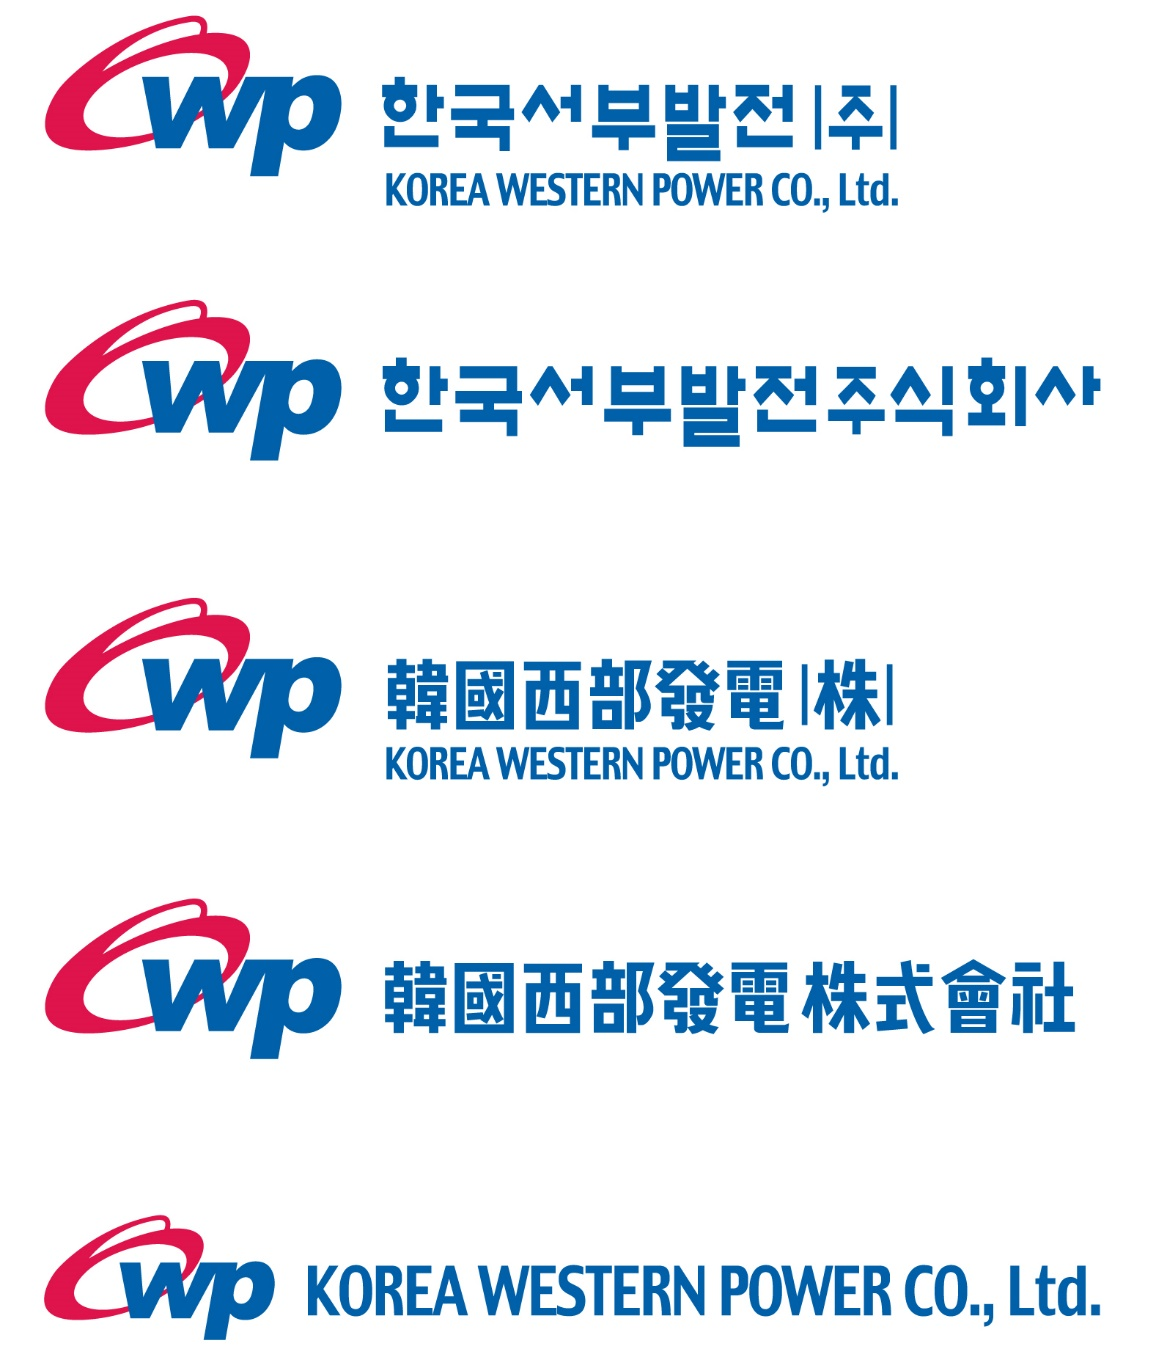 wp 한국서부발전|주|
KOREA WESTERN POWER CO., Ltd.
wp 한국서부발전주식회사
wp 韓國西部發電|株|
KOREA WESTERN POWER CO., Ltd.
wp 韓國西部發電 株式會社
wp KOREA WESTERN POWER CO., Ltd.